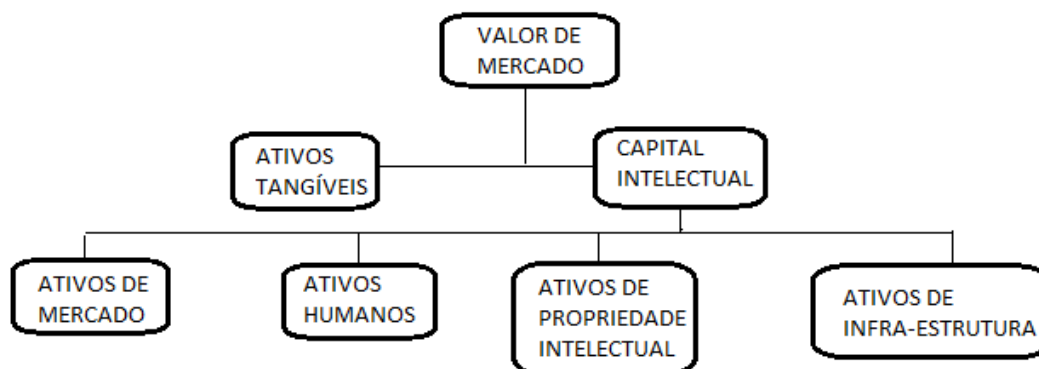 VALOR DE
MERCADO
ATIVOS
TANGÍVEIS
CAPITAL
INTELECTUAL
ATIVOS DE
MERCADO
ATIVOS
HUMANOS
ATIVOS DE
PROPRIEDADE
INTELECTUAL
ATIVOS DE
INFRA-ESTRUTURA